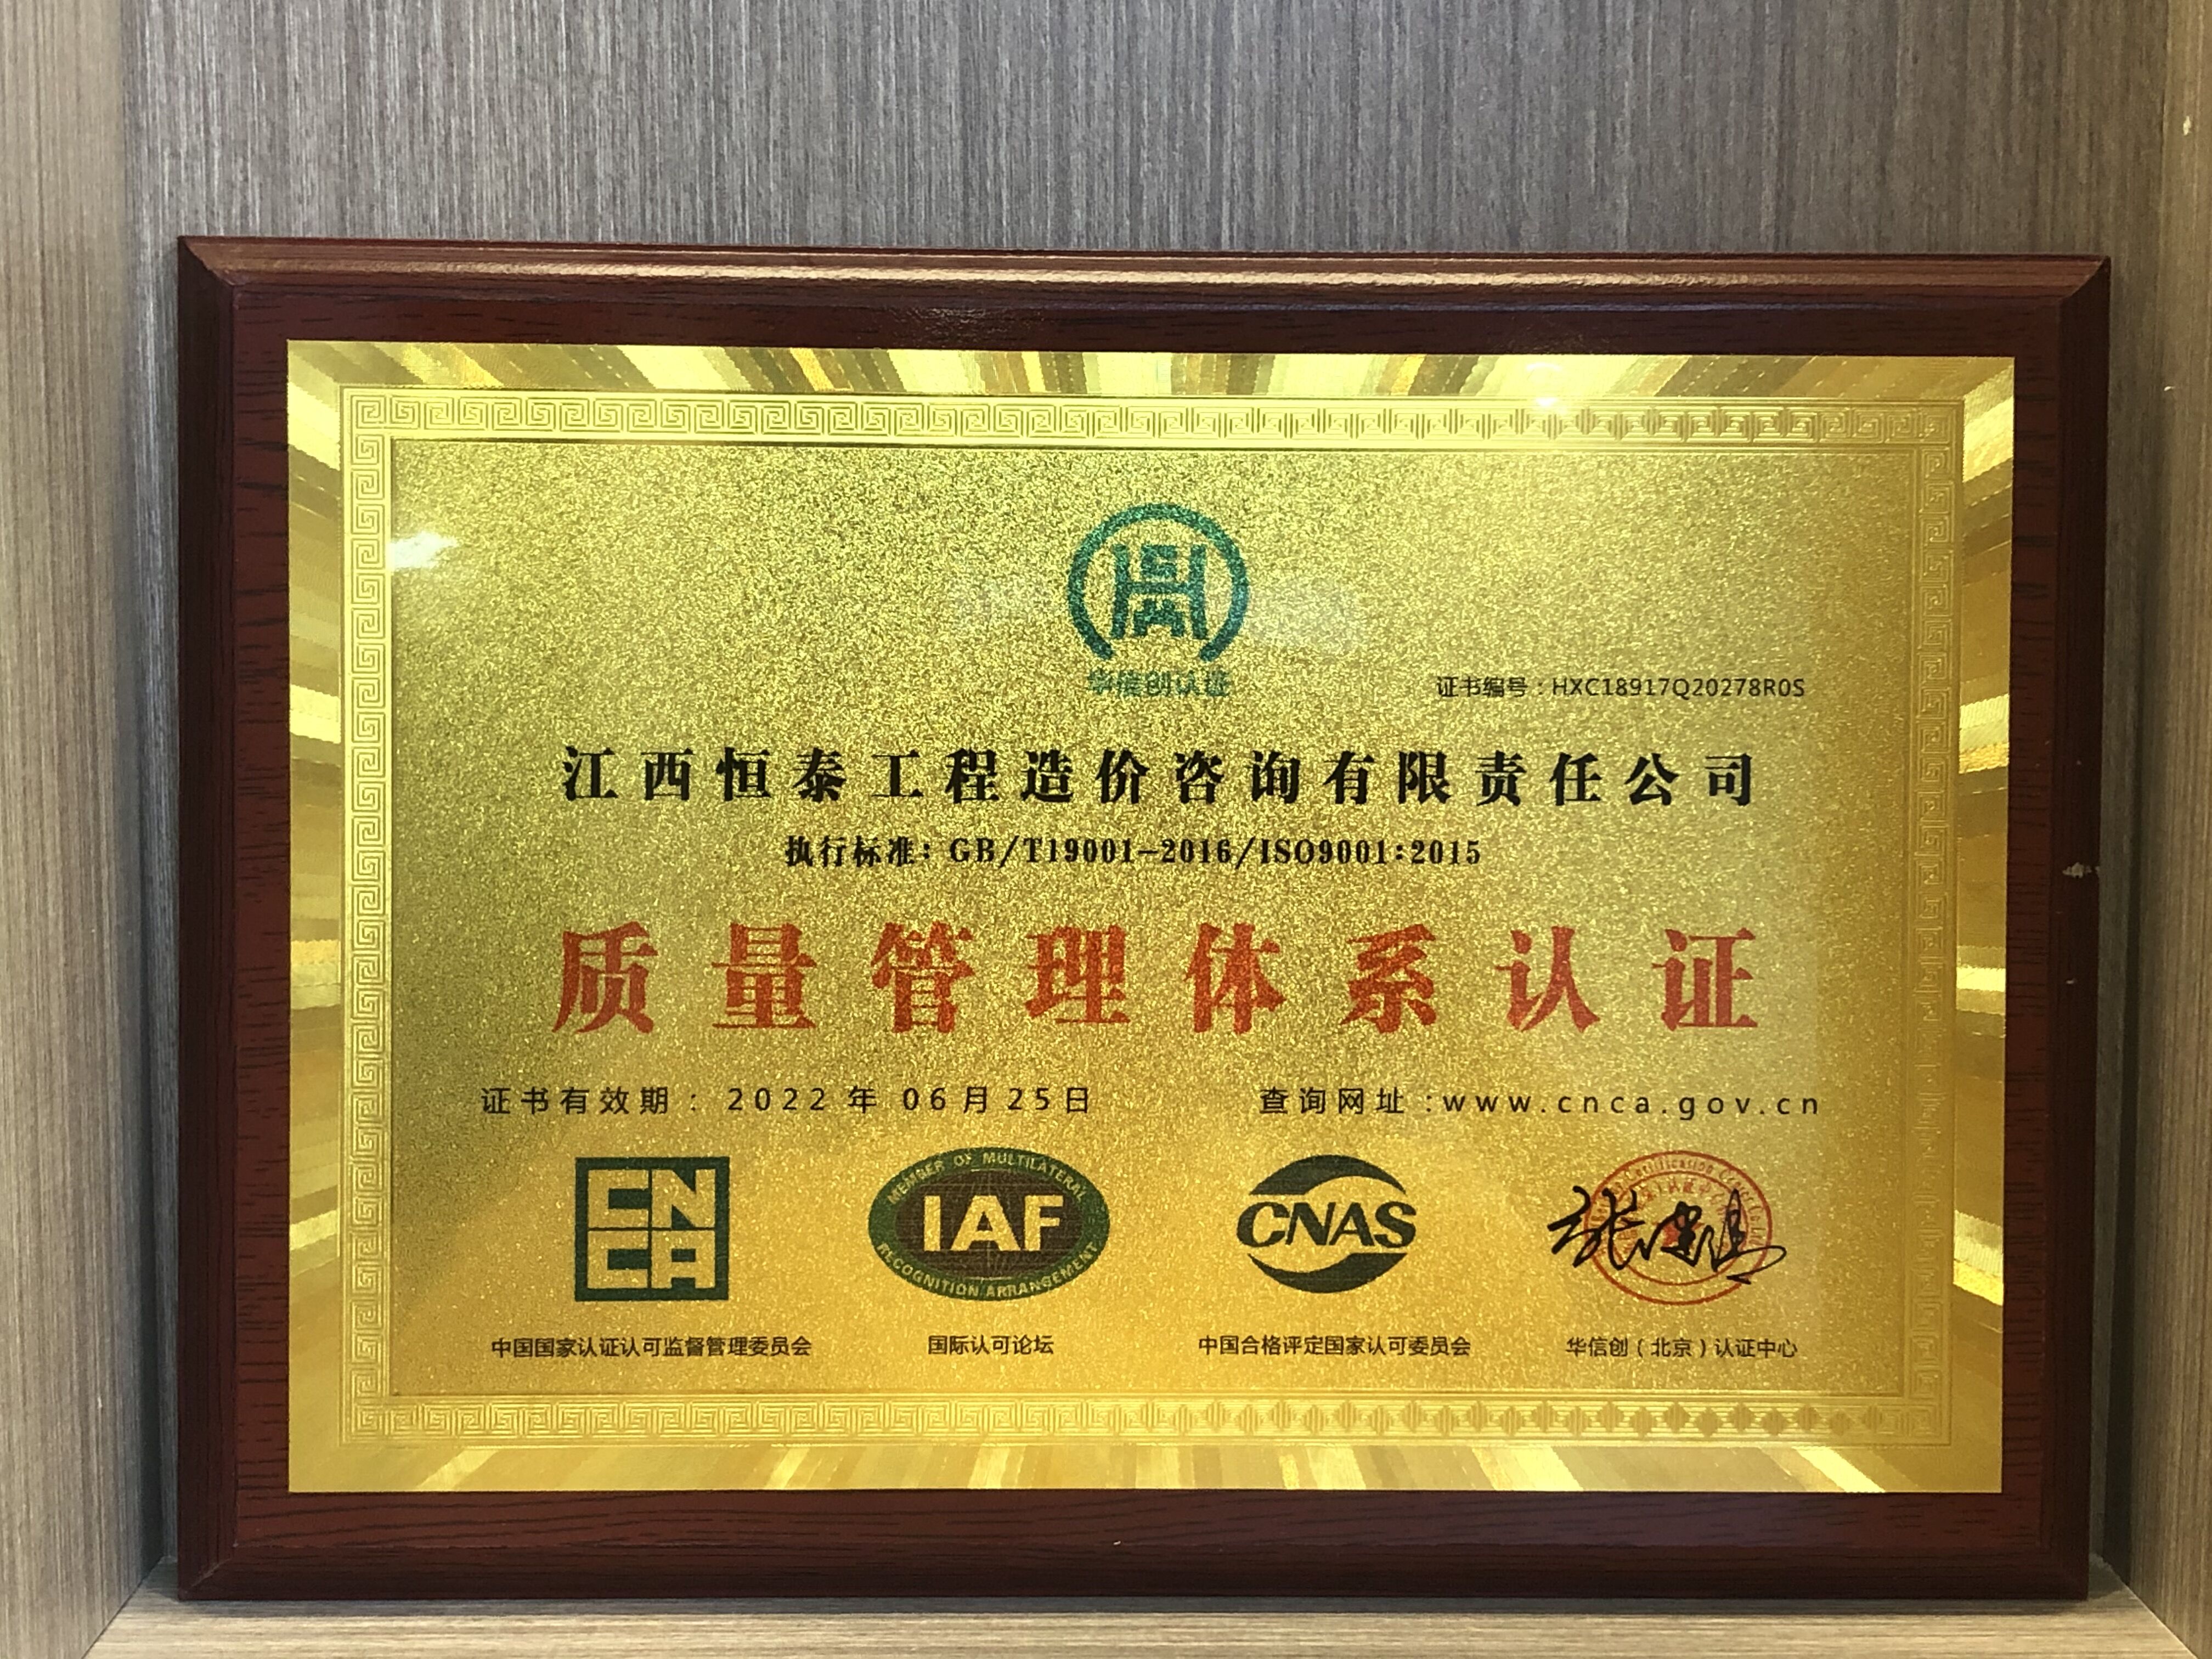 华信创认证
证书编号：HXC18917Q20278R0S
江西恒泰工程造价咨询有限责任公司
执行标准：GB/T19001-2016/ISO9001:2015
质量管理体系认证
证书有效期：2022年06月25日
查询网址:www.cnca.gov.cn
CNCA
MEMBER OF MULTILATERAL
IAF
RECOGNITION ARRANGEMENT
CNAS
中国国家认证认可监督管理委员会
国际认可论坛
中国合格评定国家认可委员会
华信创（北京）认证中心